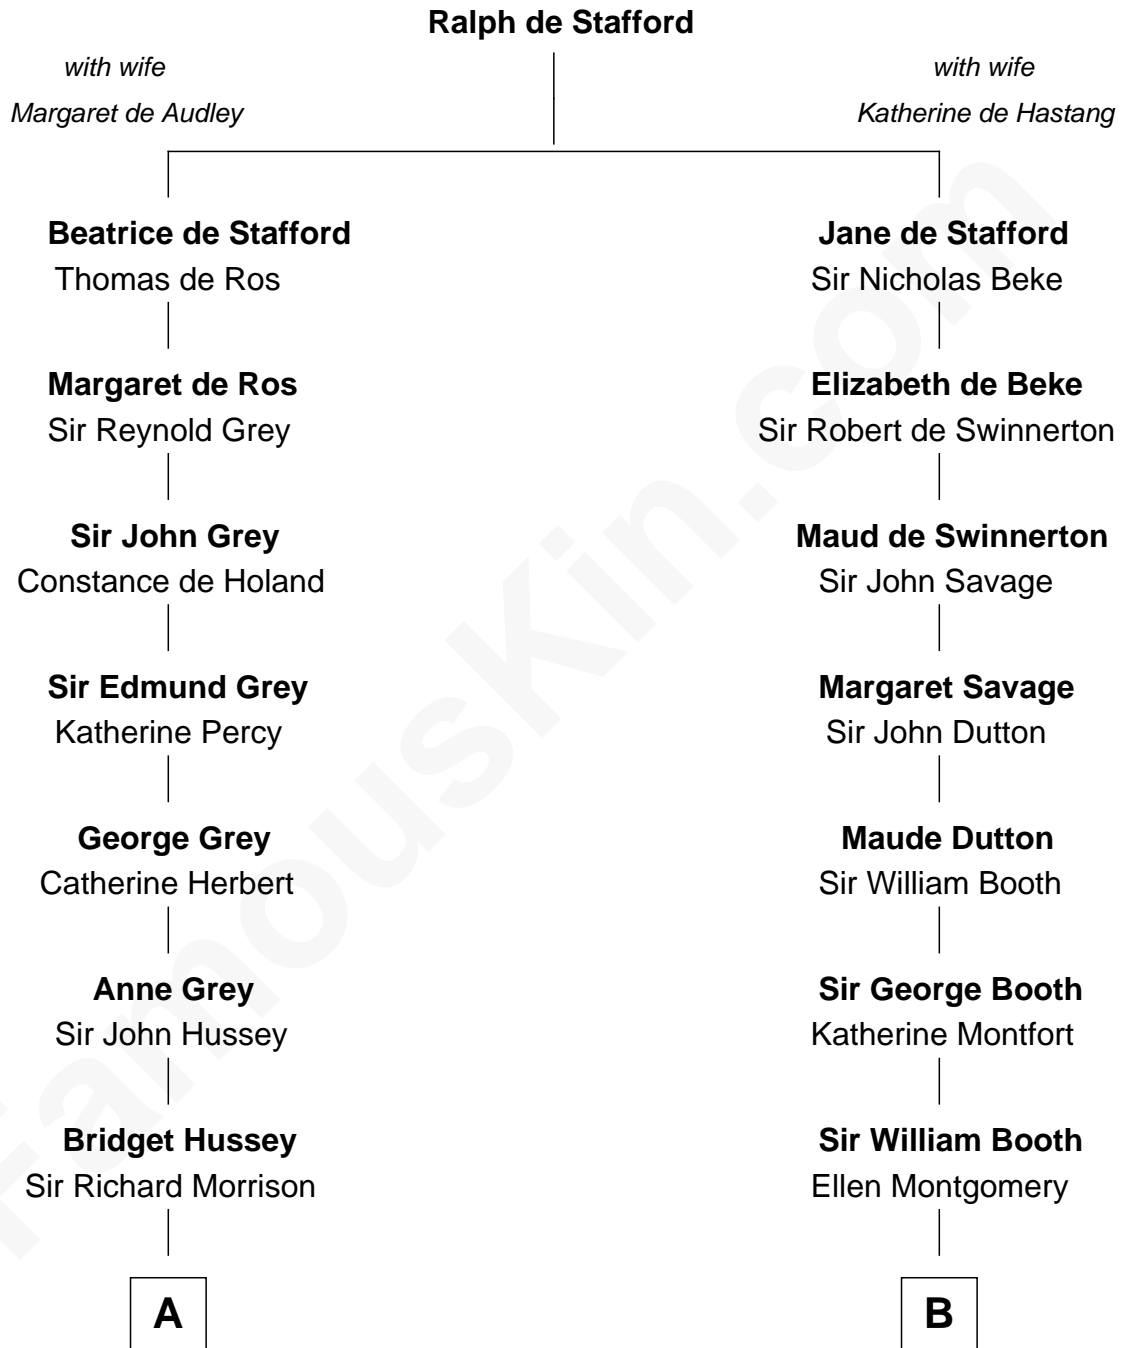 Ralph de Stafford
with wife
Margaret de Audley
with wife
Katherine de Hastang
Beatrice de Stafford
Thomas de Ros
Jane de Stafford
Sir Nicholas Beke
Margaret de Ros
Sir Reynold Grey
Elizabeth de Beke
Sir Robert de Swinnerton
Sir John Grey
Constance de Holand
Maud de Swinnerton
Sir John Savage
Sir Edmund Grey
Katherine Percy
Margaret Savage
Sir John Dutton
George Grey
Catherine Herbert
Maude Dutton
Sir William Booth
Anne Grey
Sir John Hussey
Sir George Booth
Katherine Montfort
Bridget Hussey
Sir Richard Morrison
Sir William Booth
Ellen Montgomery
A
B
FamousKin.com